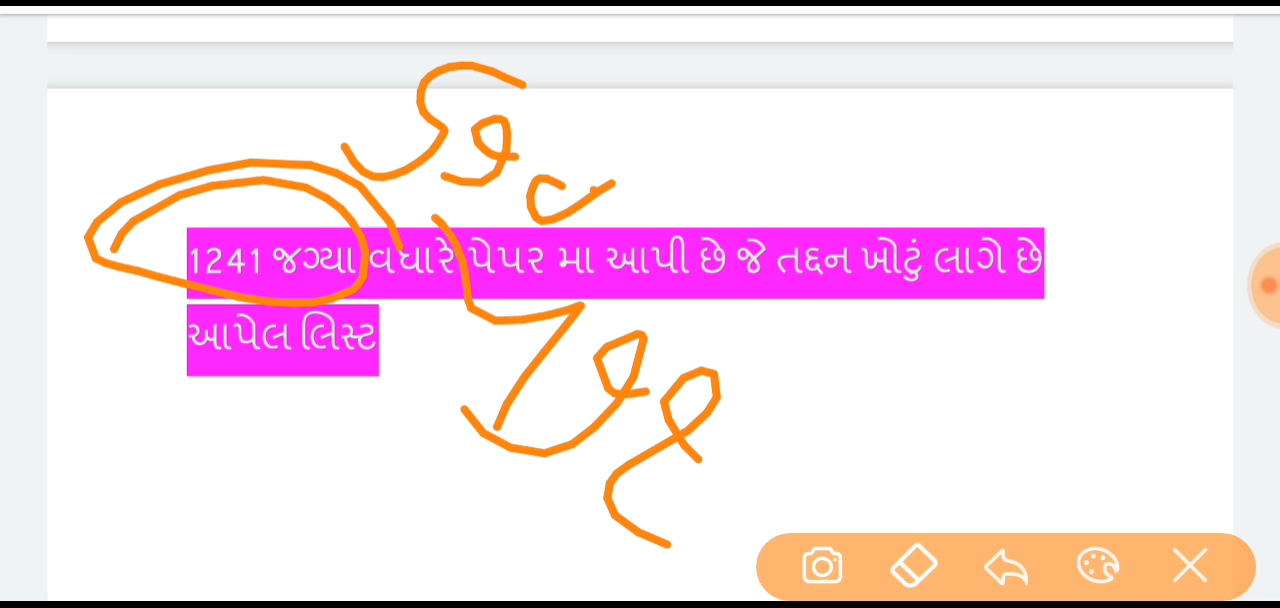 1241 જગ્યા વધારે પેપર મા આપી છે જે તદ્દન ખોટું લાગે છે
આપેલ લિસ્ટ